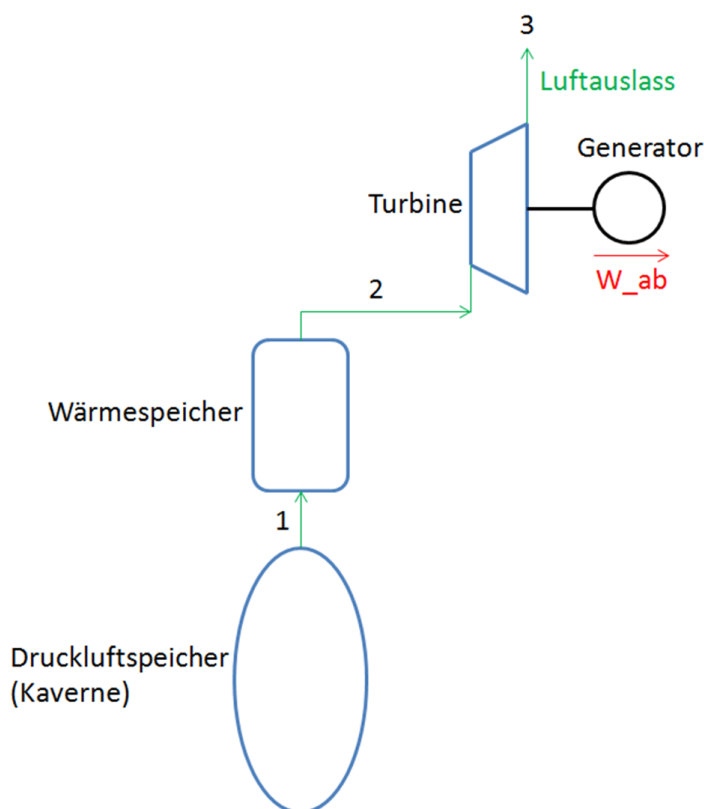 3
Luftauslass
Generator
Turbine
W_ab
2
Wärmespeicher
1
Druckluftspeicher
(Kaverne)